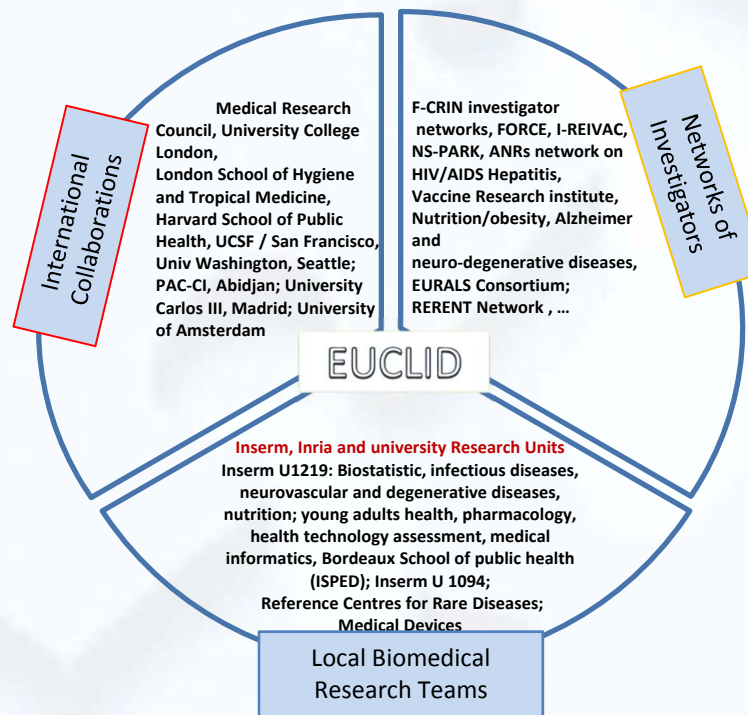 International
Collaborations
Medical Research
Council, University College
London,
London School of Hygiene
and Tropical Medicine,
Harvard School of Public
Health, UCSF / San Francisco,
Univ Washington, Seattle;
PAC-CI, Abidjan; University
Carlos III, Madrid; University
of Amsterdam
F-CRIN investigator
networks, FORCE, I-REIVAC,
NS-PARK, ANRs network on
HIV/AIDS Hepatitis,
Vaccine Research institute,
Nutrition/obesity, Alzheimer
and
neuro-degenerative diseases,
EURALS Consortium;
RERENT Network , ...
Networks of
Investigators
EUCLID
Inserm, Inria and university Research Units
Inserm U1219: Biostatistic, infectious diseases,
neurovascular and degenerative diseases,
nutrition; young adults health, pharmacology,
health technology assessment, medical
informatics, Bordeaux School of public health
(ISPED); Inserm U 1094;
Reference Centres for Rare Diseases;
Medical Devices
Local Biomedical
Research Teams